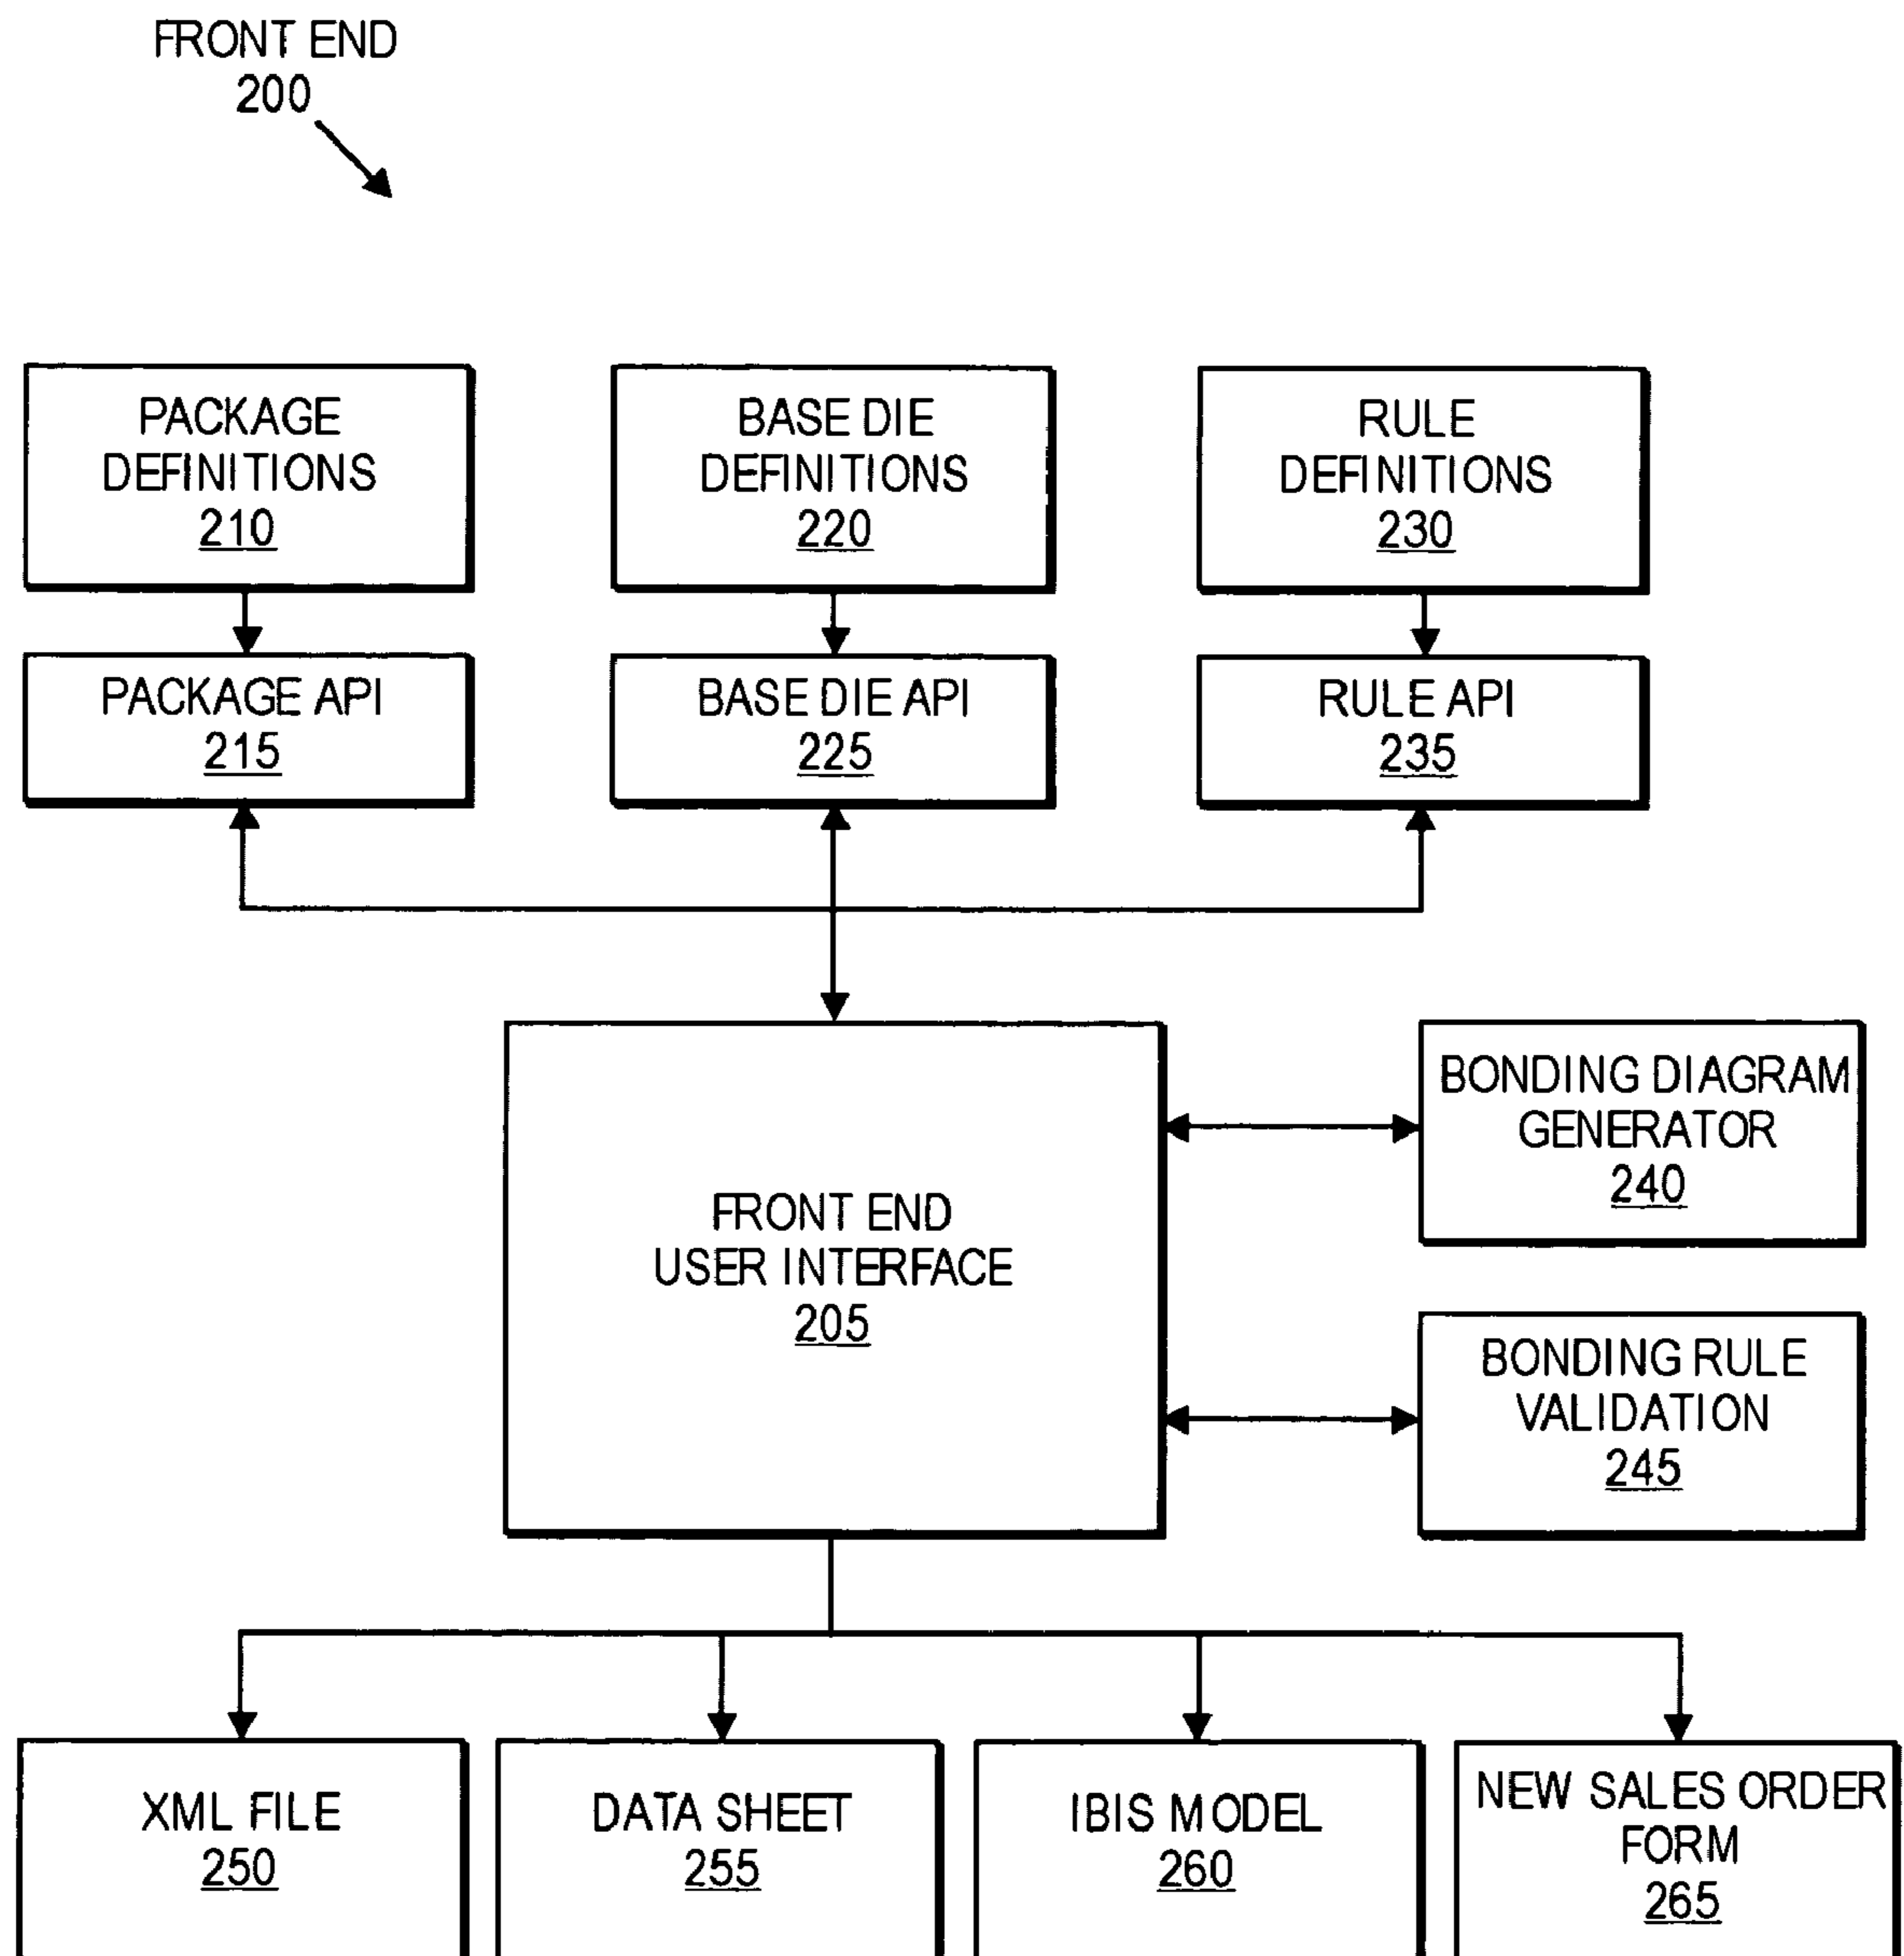 FRONT END
200
PACKAGE
DEFINITIONS
210
BASE DIE
DEFINITIONS
220
RULE
DEFINITIONS
230
PACKAGE API
215
BASE DIE API
225
RULE API
235
FRONT END
USER INTERFACE
205
BONDING DIAGRAM
GENERATOR
240
BONDING RULE
VALIDATION
245
XML FILE
250
DATA SHEET
255
IBIS MODEL
260
NEW SALES ORDER
FORM
265